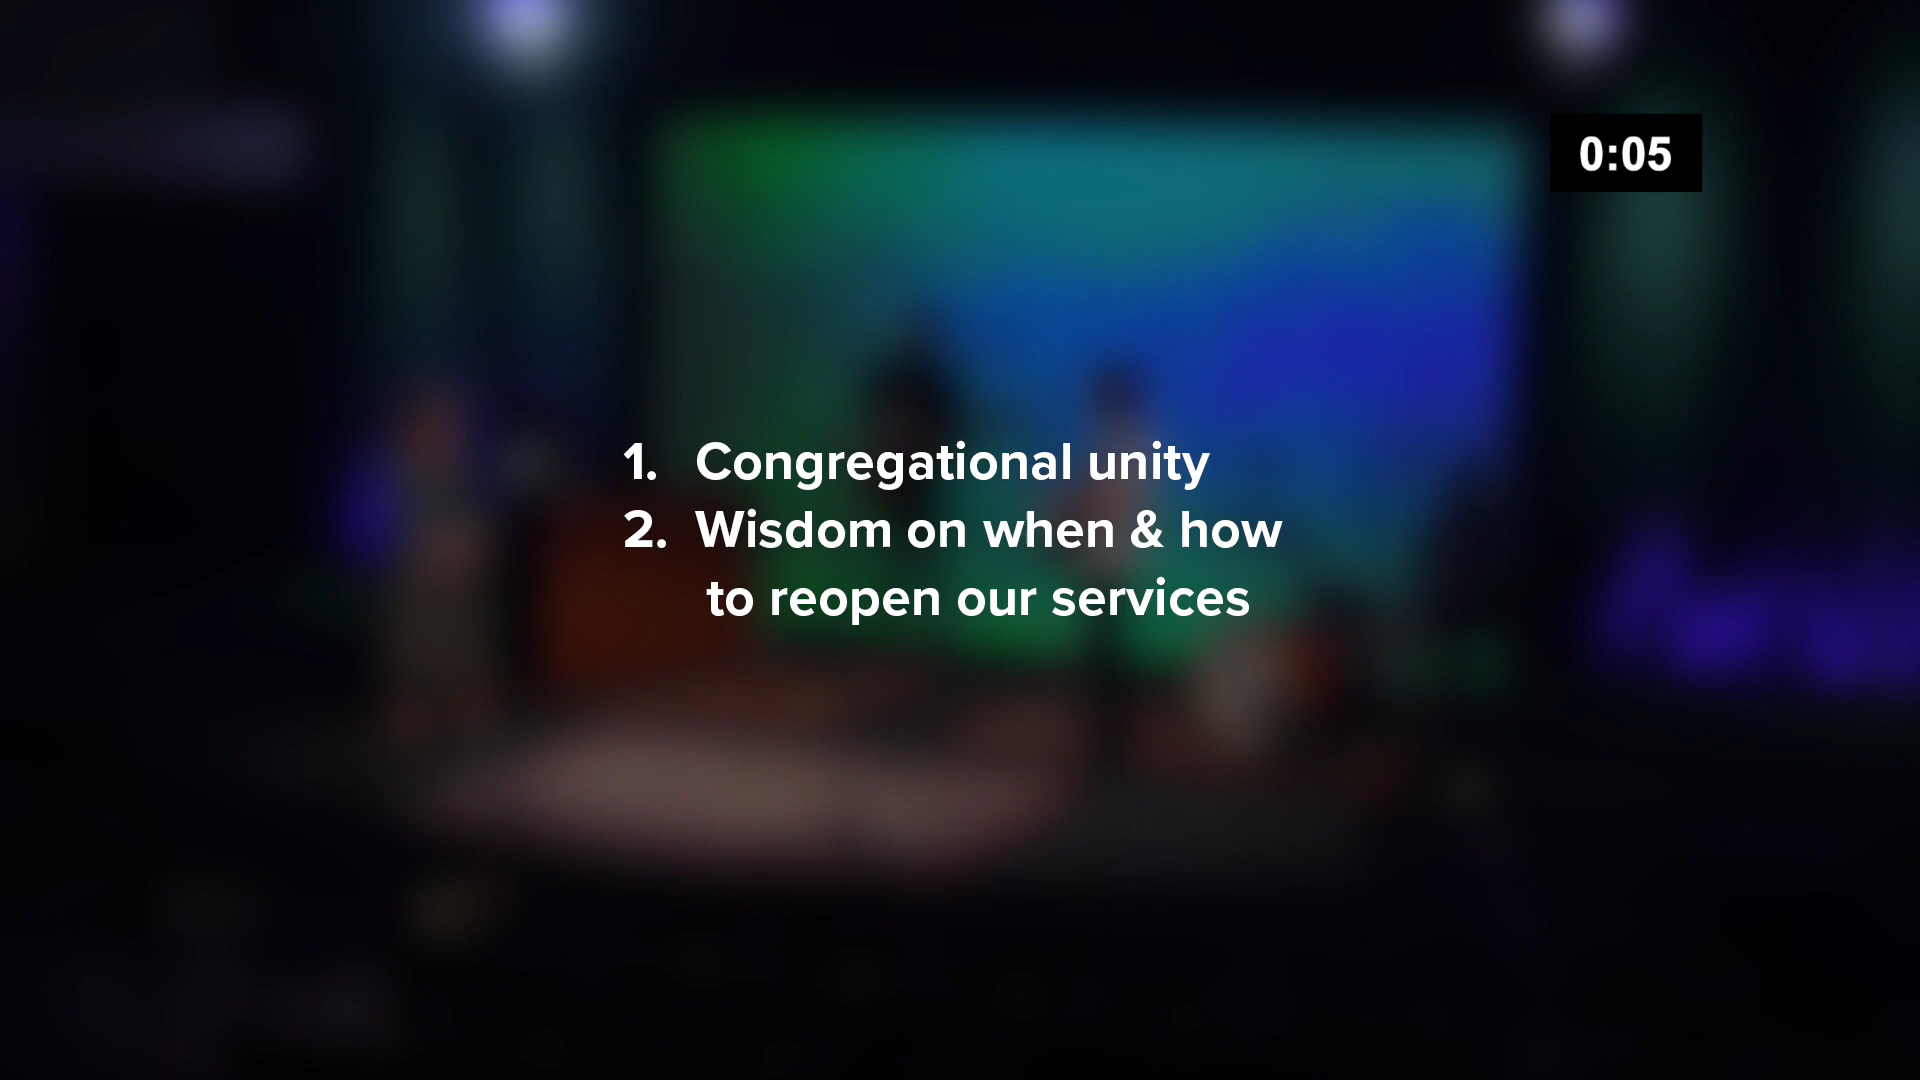 0:05
1. Congregational unity
2. Wisdom on when & how
to reopen our services